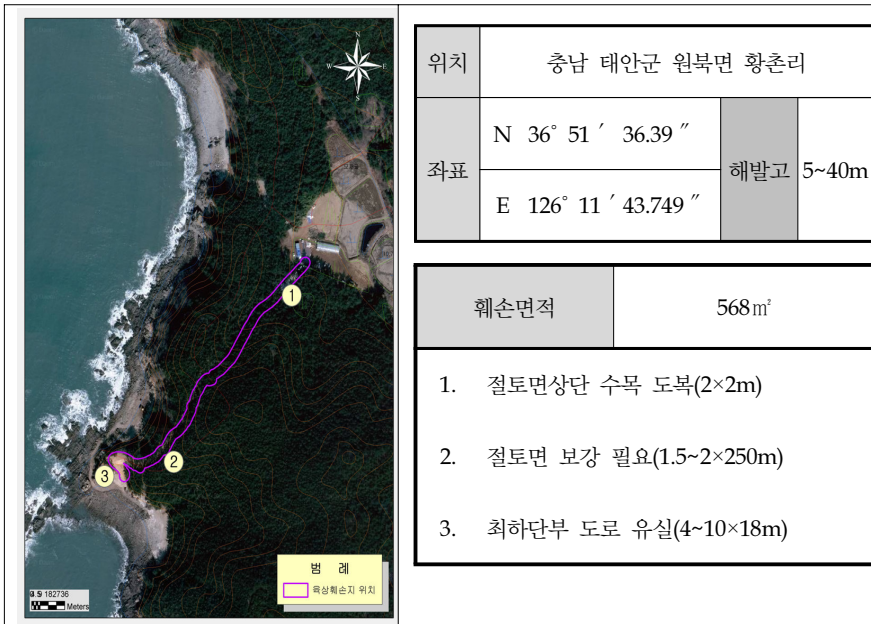 N
W
E
S
1
2
3
범 례
육상훼손지 위치
Meters
위치
충남 태안군 원북면 황촌리
좌표
N 36° 51 ′ 36.39 ″
E 126° 11 ′ 43.749 ″
해발고
5~40m
훼손면적
568㎡
1. 절토면상단 수목 도복(2×2m)
2. 절토면 보강 필요(1.5~2×250m)
3. 최하단부 도로 유실(4~10×18m)